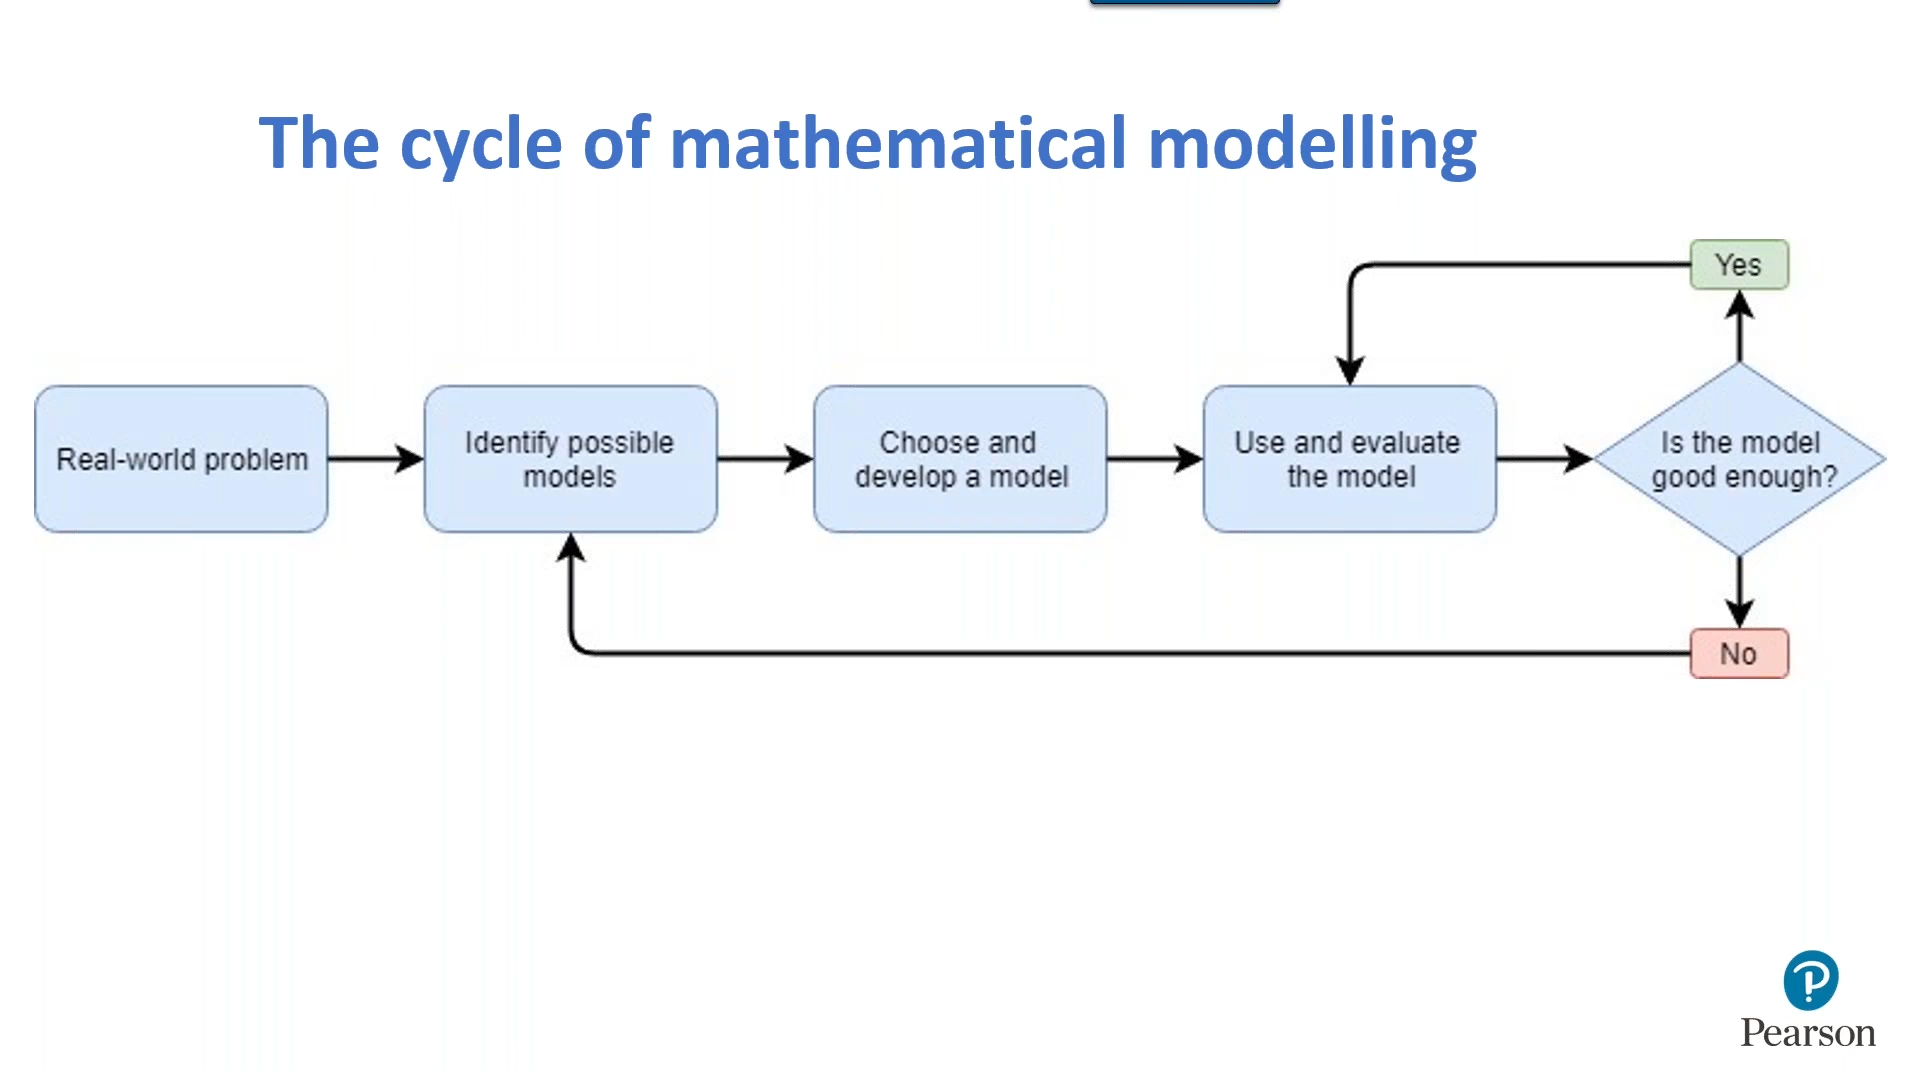 The cycle of mathematical modelling
Yes
Real-world problem
Identify possible
models
Choose and
develop a model
Use and evaluate
the model
Is the model
good enough?
No
Pearson